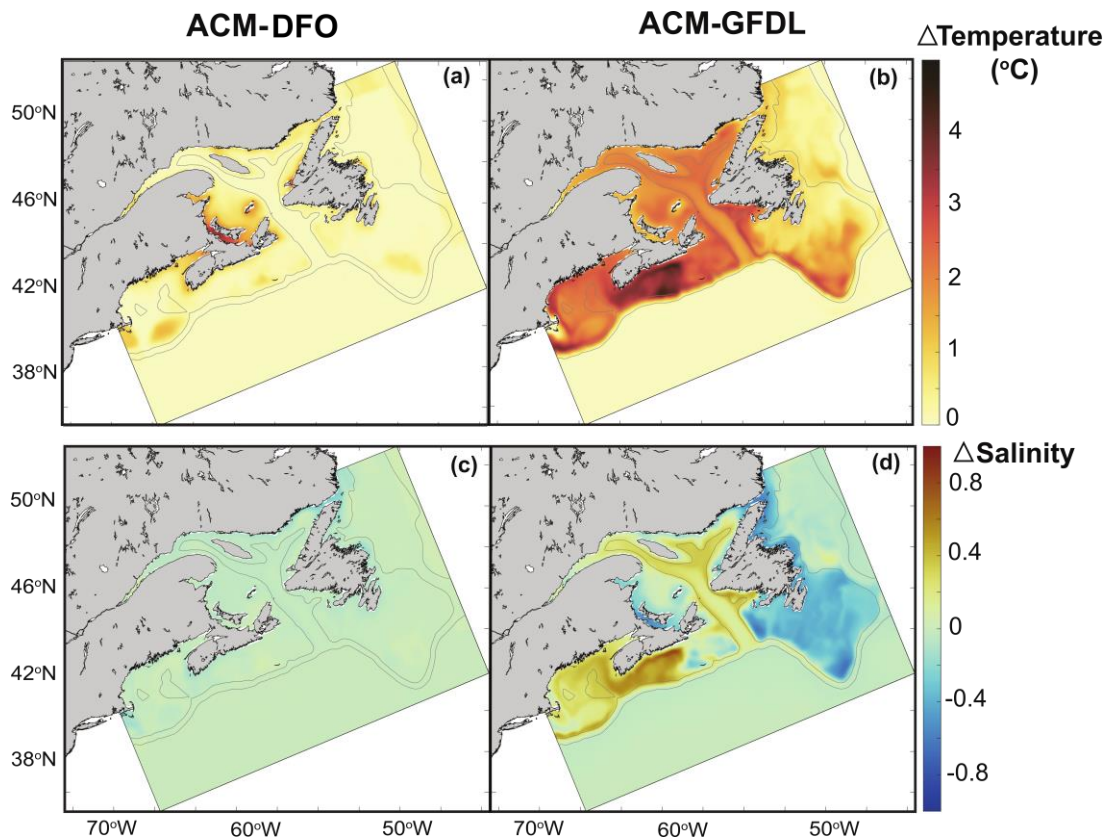 ACM-DFO
ACM-GFDL
△Temperature
(°C)
(a)
(b)
50°N
46°N
42°N
38°N
4
3
2
1
0
(c)
(d)
△Salinity
50°N
46°N
42°N
38°N
0.8
0.4
0
-0.4
-0.8
70°W
60°W
50°W
70°W
60°W
50°W